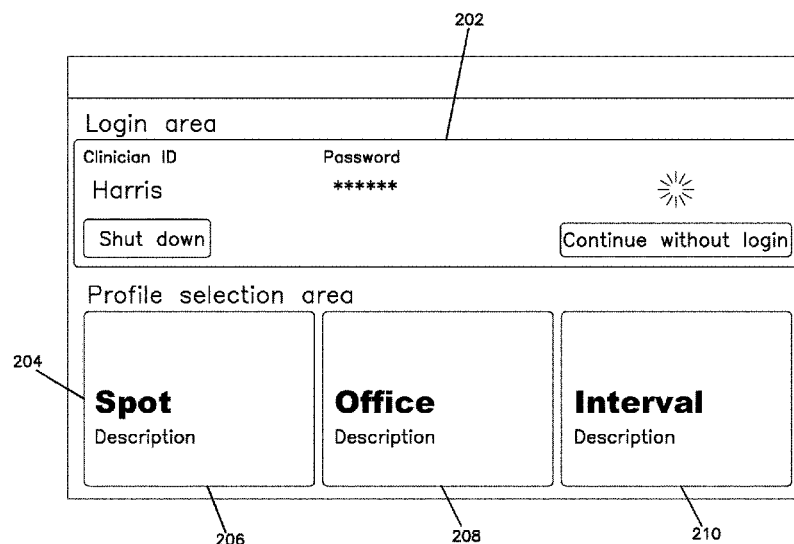 202
Login area
Clinician ID Password
Harris ******
Shut down Continue without login
Profile selection area
204
Spot Office Interval
Description Description Description
206 208 210